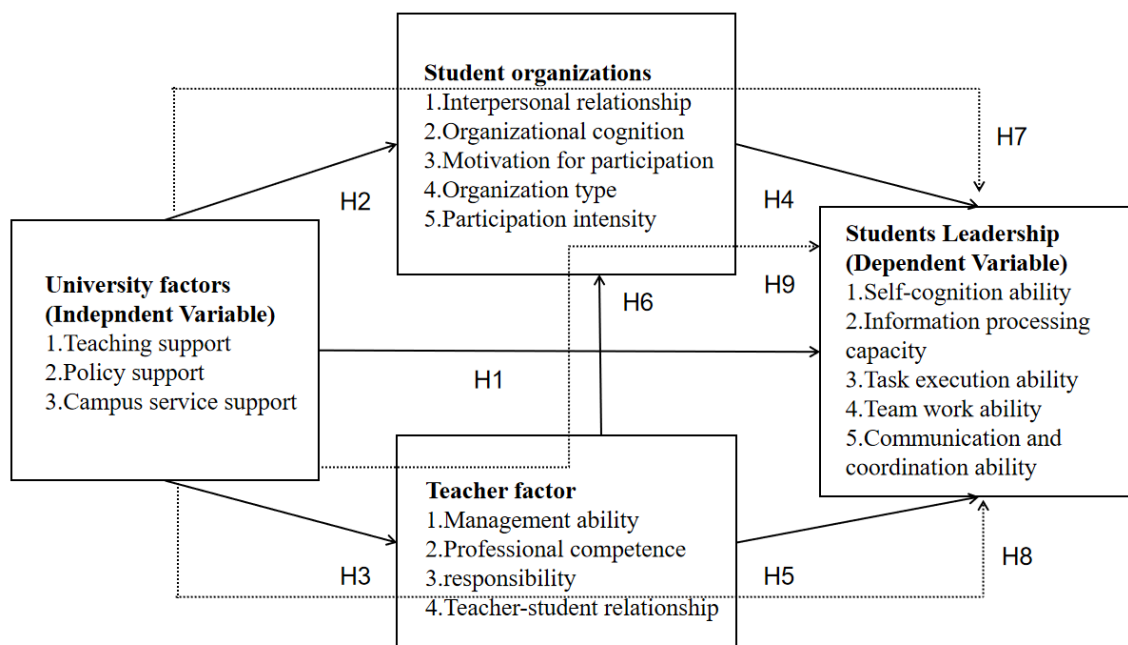 Student organizations
1.Interpersonal relationship
2.Organizational cognition
3.Motivation for participation
4.Organization type
5.Participation intensity
H7
H2
H4
University factors
(Indepndent Variable)
1.Teaching support
2.Policy support
3.Campus service support
Students Leadership
(Dependent Variable)
1.Self-cognition ability
2.Information processing
capacity
3.Task execution ability
4.Team work ability
5.Communication and
coordination ability
H9
H6
H1
Teacher factor
1.Management ability
2.Professional competence
3.responsibility
4.Teacher-student relationship
H3
H5
H8